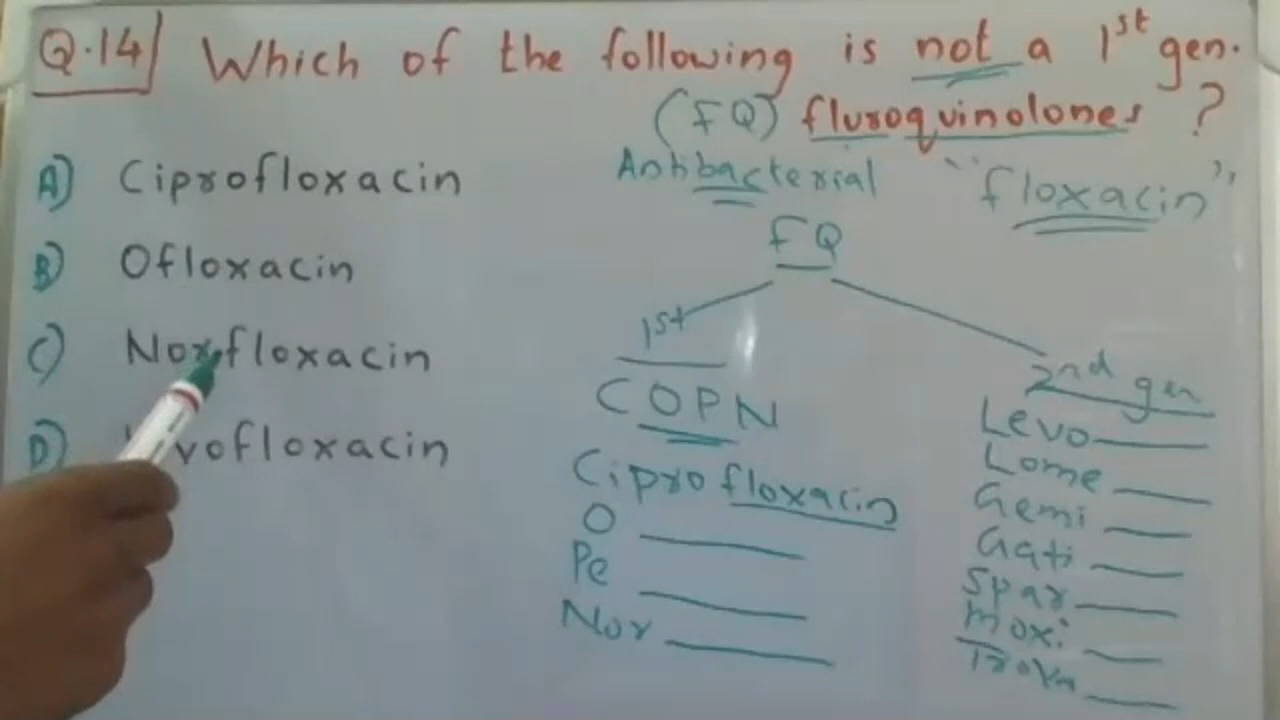 Q.14 Which of the following is not a 1st gen.
(FQ) fluroquinolones ?
Antibacterial "floxacin"
A) Ciprofloxacin
B) Ofloxacin
C) Norfloxacin
D) vofloxacin
FQ
1st
COPN
Ciprofloxacin
O
Pe
Nor
2nd gen
Levo
Lome
Gemi
Gati
Spar
Moxi
Trova